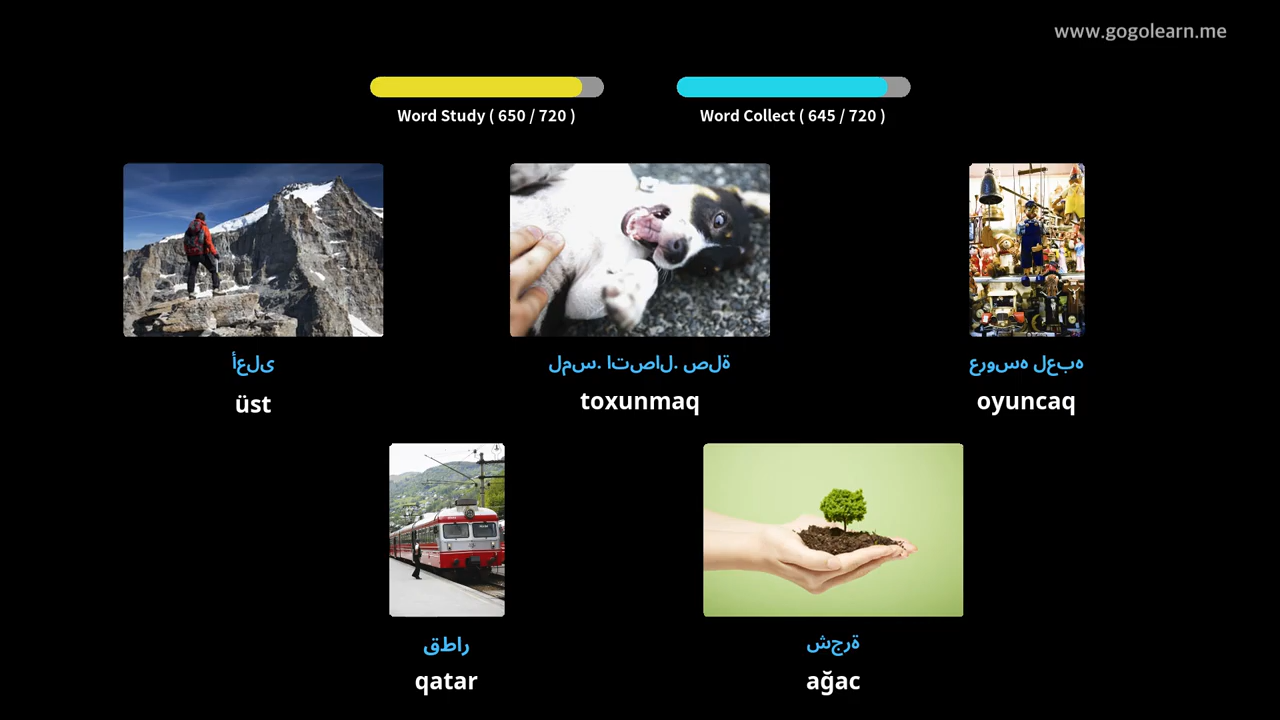 www.gogolearn.me
Word Study ( 650 / 720 )
Word Collect ( 645 / 720 )
أعلى
üst
لمس. اتصال. صلة
toxunmaq
عروسه لعبه
oyuncaq
قطار
qatar
شجرة
ağac